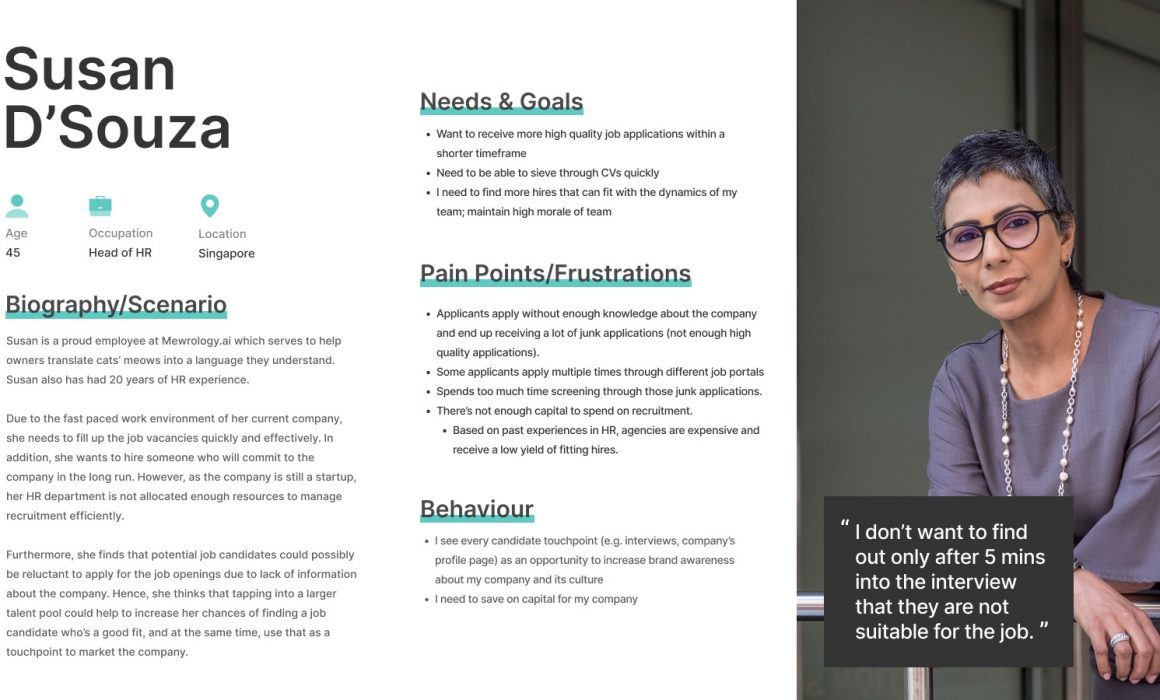 Susan
D’Souza
Age
45
Occupation
Head of HR
Location
Singapore
Biography/Scenario
Susan is a proud employee at Mewrology.ai which serves to help
owners translate cats’ meows into a language they understand.
Susan also has had 20 years of HR experience.
Due to the fast paced work environment of her current company,
she needs to fill up the job vacancies quickly and effectively. In
addition, she wants to hire someone who will commit to the
company in the long run. However, as the company is still a startup,
her HR department is not allocated enough resources to manage
recruitment efficiently.
Furthermore, she finds that potential job candidates could possibly
be reluctant to apply for the job openings due to lack of information
about the company. Hence, she thinks that tapping into a larger
talent pool could help to increase her chances of finding a job
candidate who’s a good fit, and at the same time, use that as a
touchpoint to market the company.
Needs & Goals
• Want to receive more high quality job applications within a
shorter timeframe
• Need to be able to sieve through CVs quickly
• I need to find more hires that can fit with the dynamics of my
team; maintain high morale of team
Pain Points/Frustrations
• Applicants apply without enough knowledge about the company
and end up receiving a lot of junk applications (not enough high
quality applications).
• Some applicants apply multiple times through different job portals
• Spends too much time screening through those junk applications.
• There’s not enough capital to spend on recruitment.
• Based on past experiences in HR, agencies are expensive and
receive a low yield of fitting hires.
Behaviour
• I see every candidate touchpoint (e.g. interviews, company’s
profile page) as an opportunity to increase brand awareness
about my company and its culture
• I need to save on capital for my company
“ I don’t want to find
out only after 5 mins
into the interview
that they are not
suitable for the job. ”